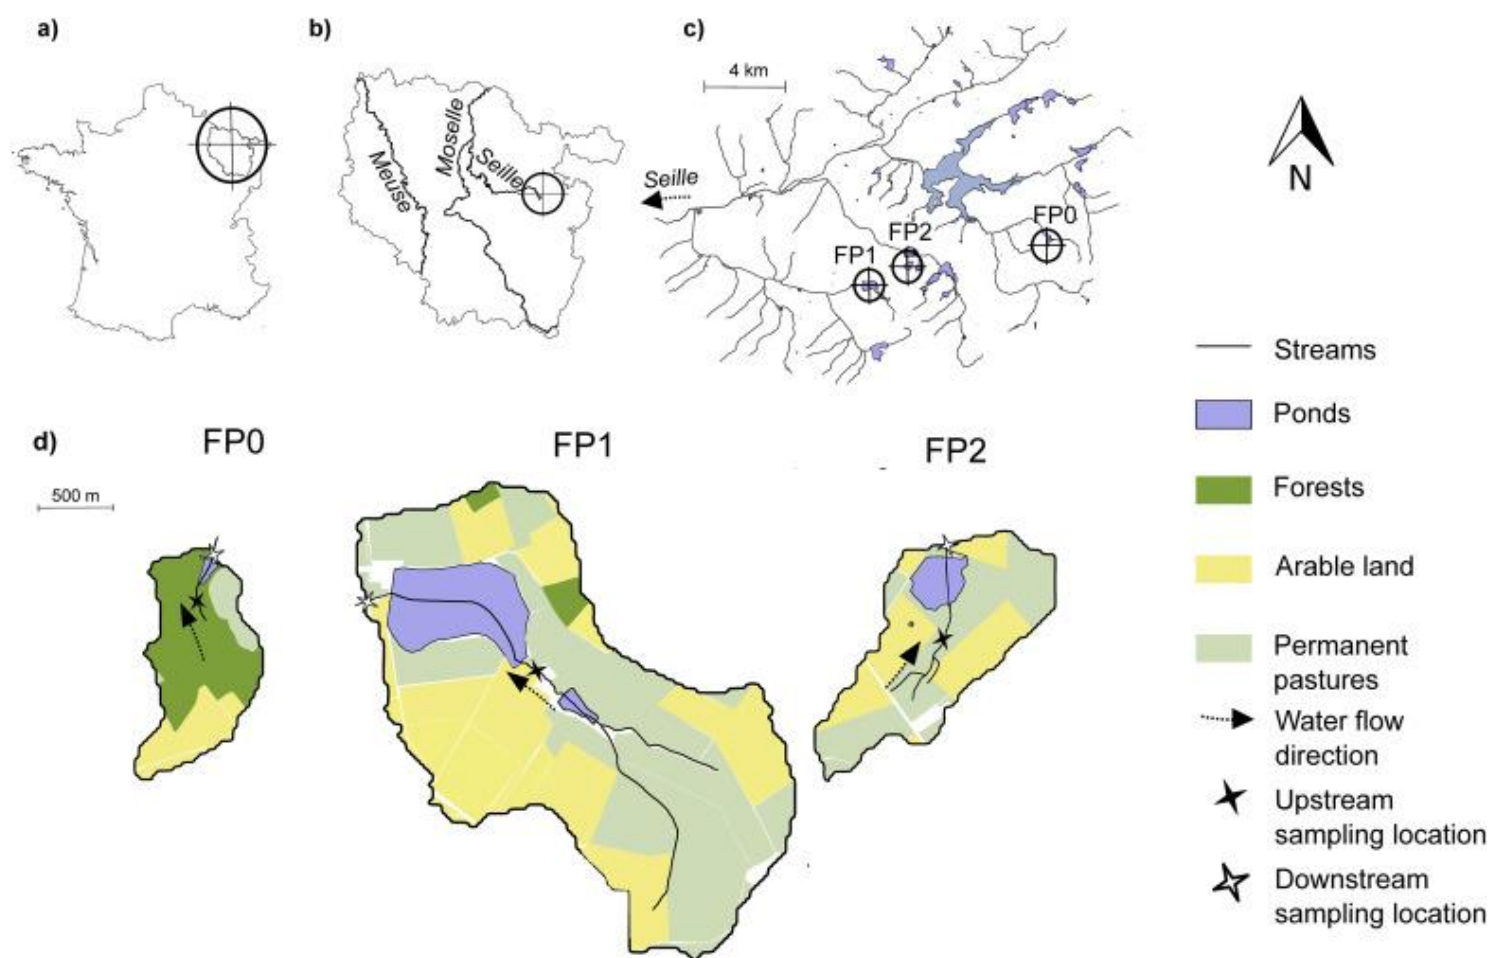 a)
b)
c)
4 km
Meuse
Moselle
Seille
Seille
FP0
FP2
FP1
N
Streams
Ponds
Forests
Arable land
Permanent
pastures
Water flow
direction
Upstream
sampling location
Downstream
sampling location
d)
FP0
FP1
FP2
500 m